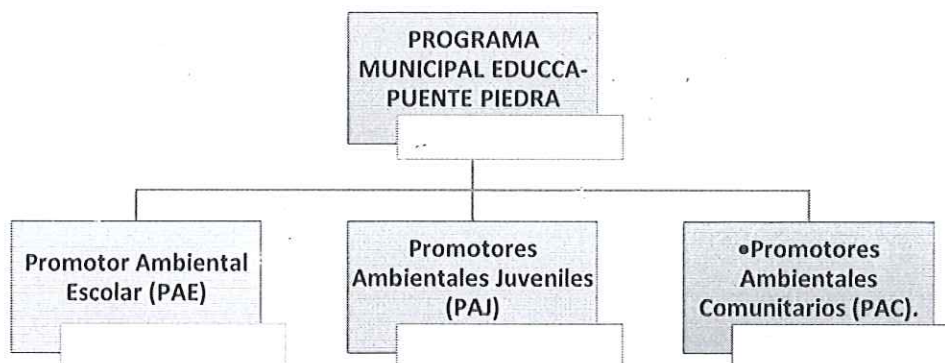 PROGRAMA
MUNICIPAL EDUCCA-
PUENTE PIEDRA
Promotor Ambiental
Escolar (PAE)
Promotores
Ambientales Juveniles
(PAJ)
•Promotores
Ambientales
Comunitarios (PAC).